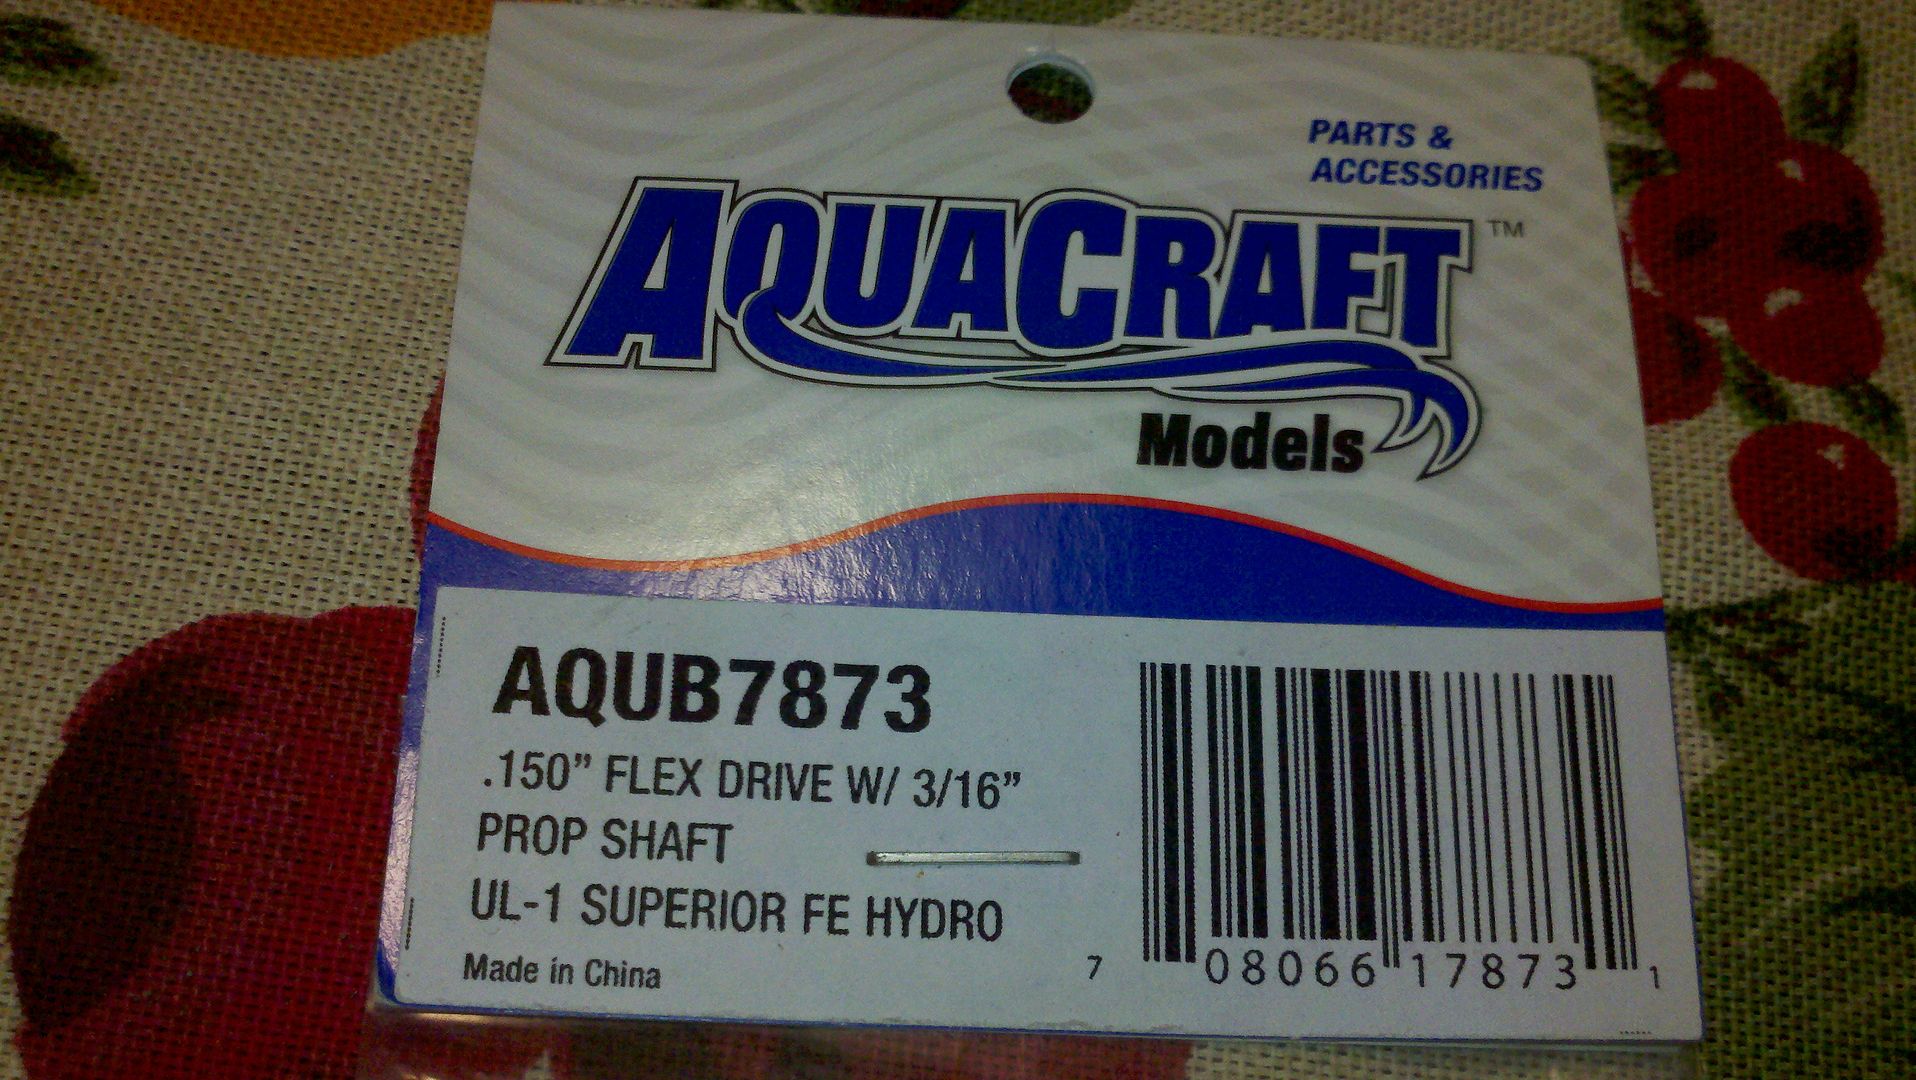 PARTS &
ACCESSORIES
AQUACRAFT™
Models
AQUB7873
.150” FLEX DRIVE W/ 3/16”
PROP SHAFT
UL-1 SUPERIOR FE HYDRO
Made in China
7 08066 17873 1